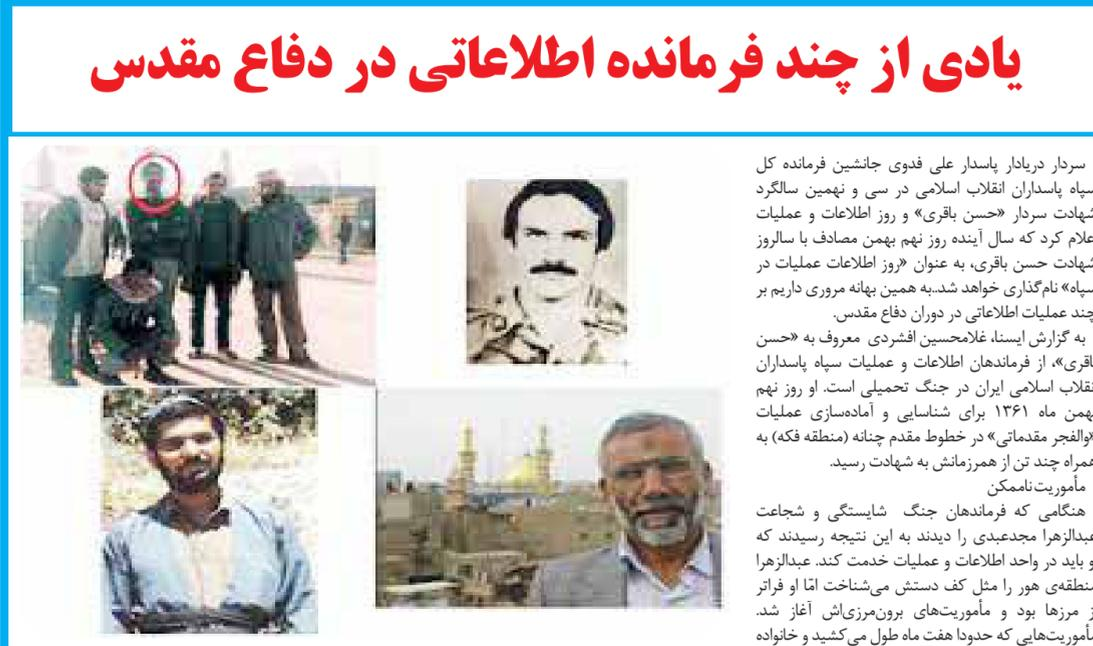 یادی از چند فرمانده اطلاعاتی در دفاع مقدس
سردار دریادار پاسدار علی فدوی جانشین فرمانده کل
سپاه پاسداران انقلاب اسلامی در سی و نهمین سالگرد
شهادت سردار «حسن باقری» و روز اطلاعات و عملیات
اعلام کرد که سال آینده روز نهم بهمن مصادف با سالروز
شهادت حسن باقری، به عنوان «روز اطلاعات عملیات در
سپاه» نام‌گذاری خواهد شد..به همین بهانه مروری داریم بر
چند عملیات اطلاعاتی در دوران دفاع مقدس.
به گزارش ایسنا، غلامحسین افشردی معروف به «حسن
باقری»، از فرماندهان اطلاعات و عملیات سپاه پاسداران
انقلاب اسلامی ایران در جنگ تحمیلی است. او روز نهم
بهمن ماه ۱۳۶۱ برای شناسایی و آماده‌سازی عملیات
«والفجر مقدماتی» در خطوط مقدم چنانه (منطقه فکه) به
همراه چند تن از همرزمانش به شهادت رسید.
مأموریت ناممکن
هنگامی که فرماندهان جنگ شایستگی و شجاعت
عبدالزهرا مجدعبدی را دیدند به این نتیجه رسیدند که
او باید در واحد اطلاعات و عملیات خدمت کند. عبدالزهرا
منطقه‌ی هور را مثل کف دستش می‌شناخت امّا او فراتر
از مرزها بود و مأموریت‌های برون‌مرزی‌اش آغاز شد.
مأموریت‌هایی که حدودا هفت ماه طول می‌کشید و خانواده